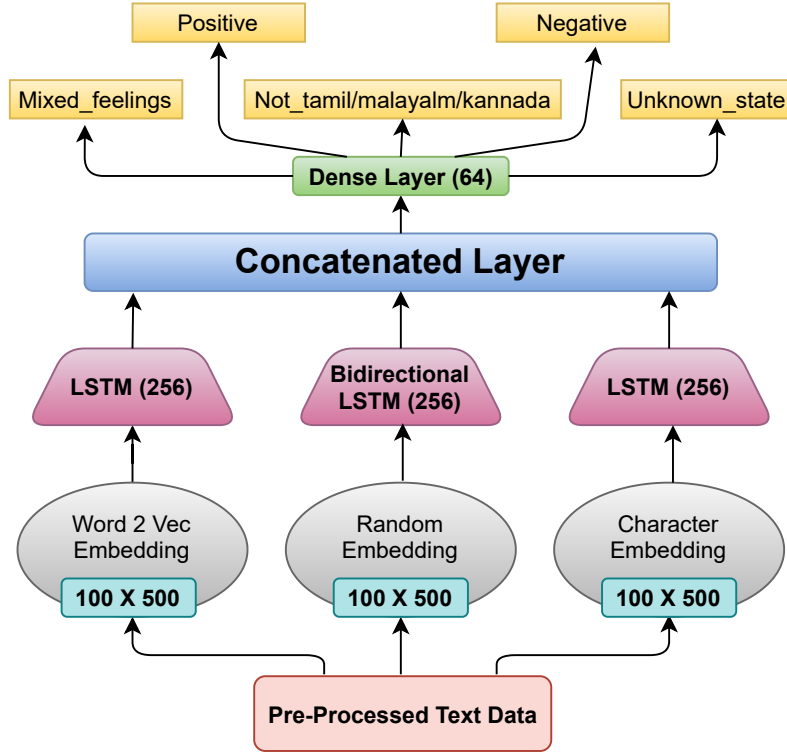 Positive
Negative
Mixed_feelings
Not_tamil/malayalm/kannada
Unknown_state
Dense Layer (64)
Concatenated Layer
LSTM (256)
Bidirectional
LSTM (256)
LSTM (256)
Word 2 Vec
Embedding
100 X 500
Random
Embedding
100 X 500
Character
Embedding
100 X 500
Pre-Processed Text Data